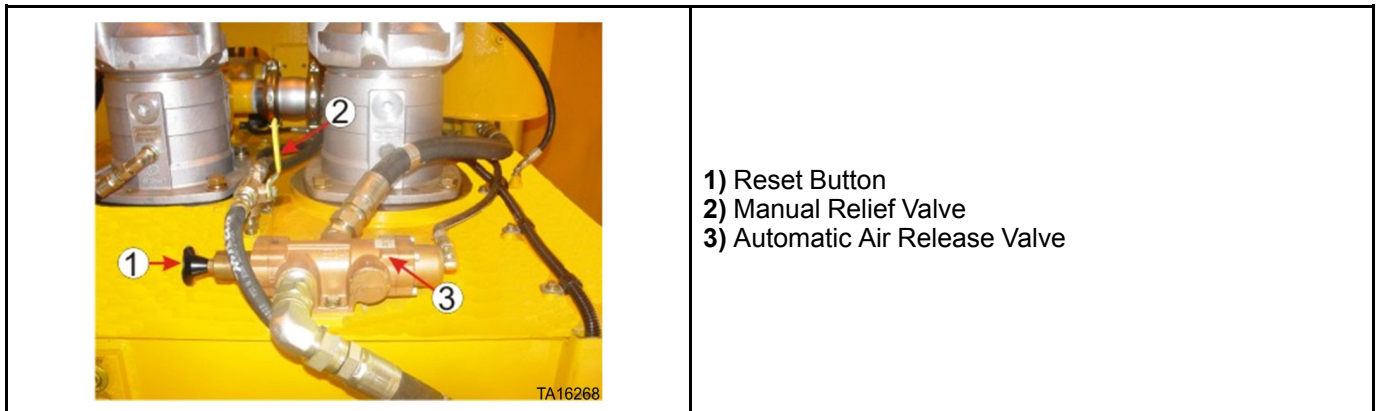 2
1
3
TA16268
1) Reset Button
2) Manual Relief Valve
3) Automatic Air Release Valve